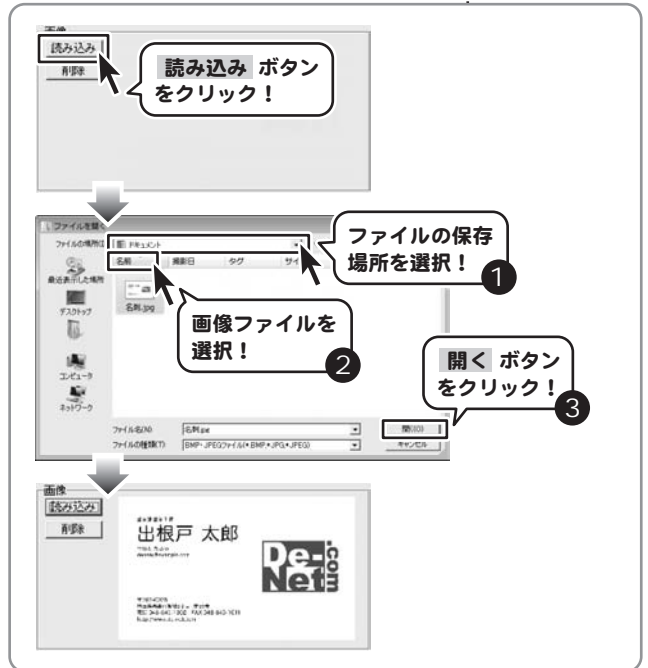 画像
読み込み
削除
読み込み ボタン
をクリック！
ファイルを開く
ファイルの場所(I)
ドキュメント
名前
撮影日
タグ
サイ
最近表示した場所
デスクトップ
コンピュータ
ネットワーク
名刺.jpg
ファイルの保存
場所を選択！
1
画像ファイルを
選択！
2
開く ボタン
をクリック！
3
ファイル名(N)
ファイルの種類(T)
BMP・JPEGファイル(*.BMP,*.JPG,*.JPEG)
開く(O)
キャンセル
画像
読み込み
削除
出根戸 太郎
De-
Net
.com